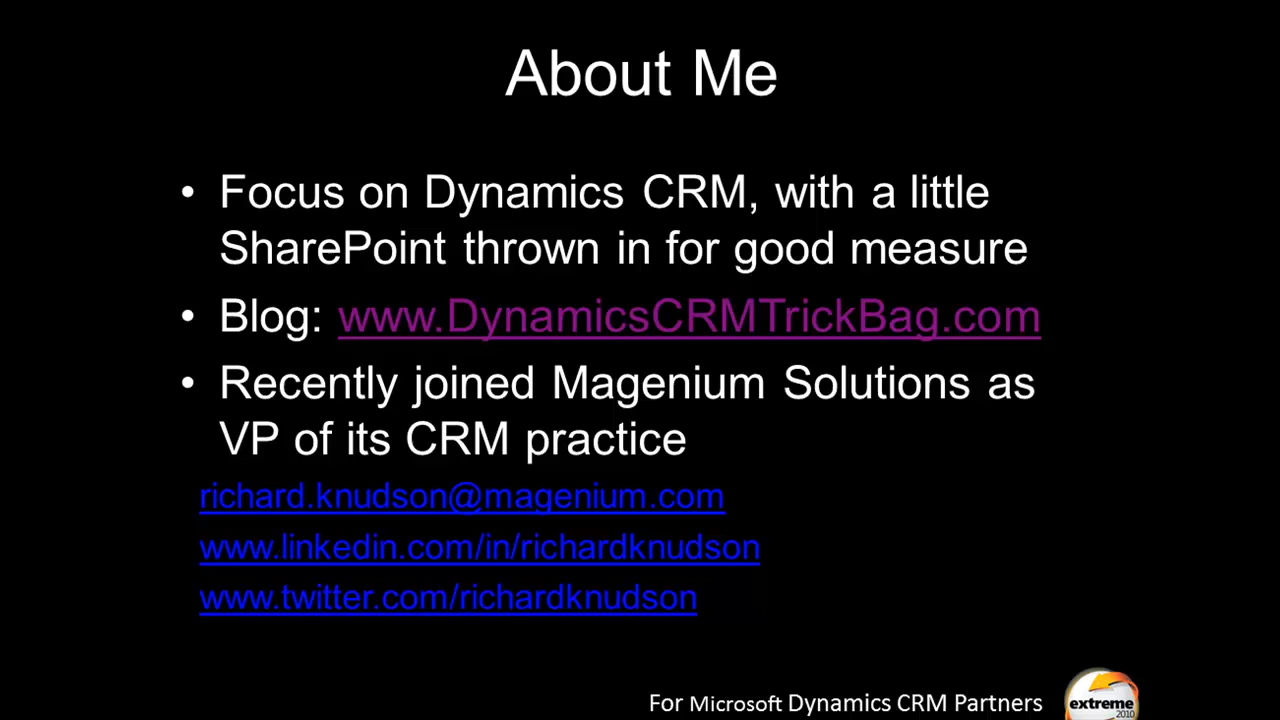 About Me
• Focus on Dynamics CRM, with a little
SharePoint thrown in for good measure
• Blog: www.DynamicsCRMTrickBag.com
• Recently joined Magenium Solutions as
VP of its CRM practice
richard.knudson@magenium.com
www.linkedin.com/in/richardknudson
www.twitter.com/richardknudson
For Microsoft Dynamics CRM Partners
extreme
2010